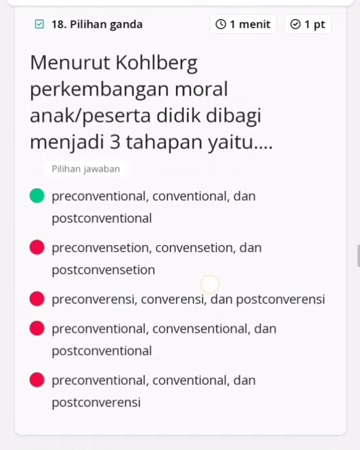 18. Pilihan ganda
1 menit
1 pt
Menurut Kohlberg
perkembangan moral
anak/peserta didik dibagi
menjadi 3 tahapan yaitu....
Pilihan jawaban
preconventional, conventional, dan
postconventional
preconvensetion, convensetion, dan
postconvensetion
preconverensi, converensi, dan postconverensi
preconventional, convensentional, dan
postconventional
preconventional, conventional, dan
postconverensi